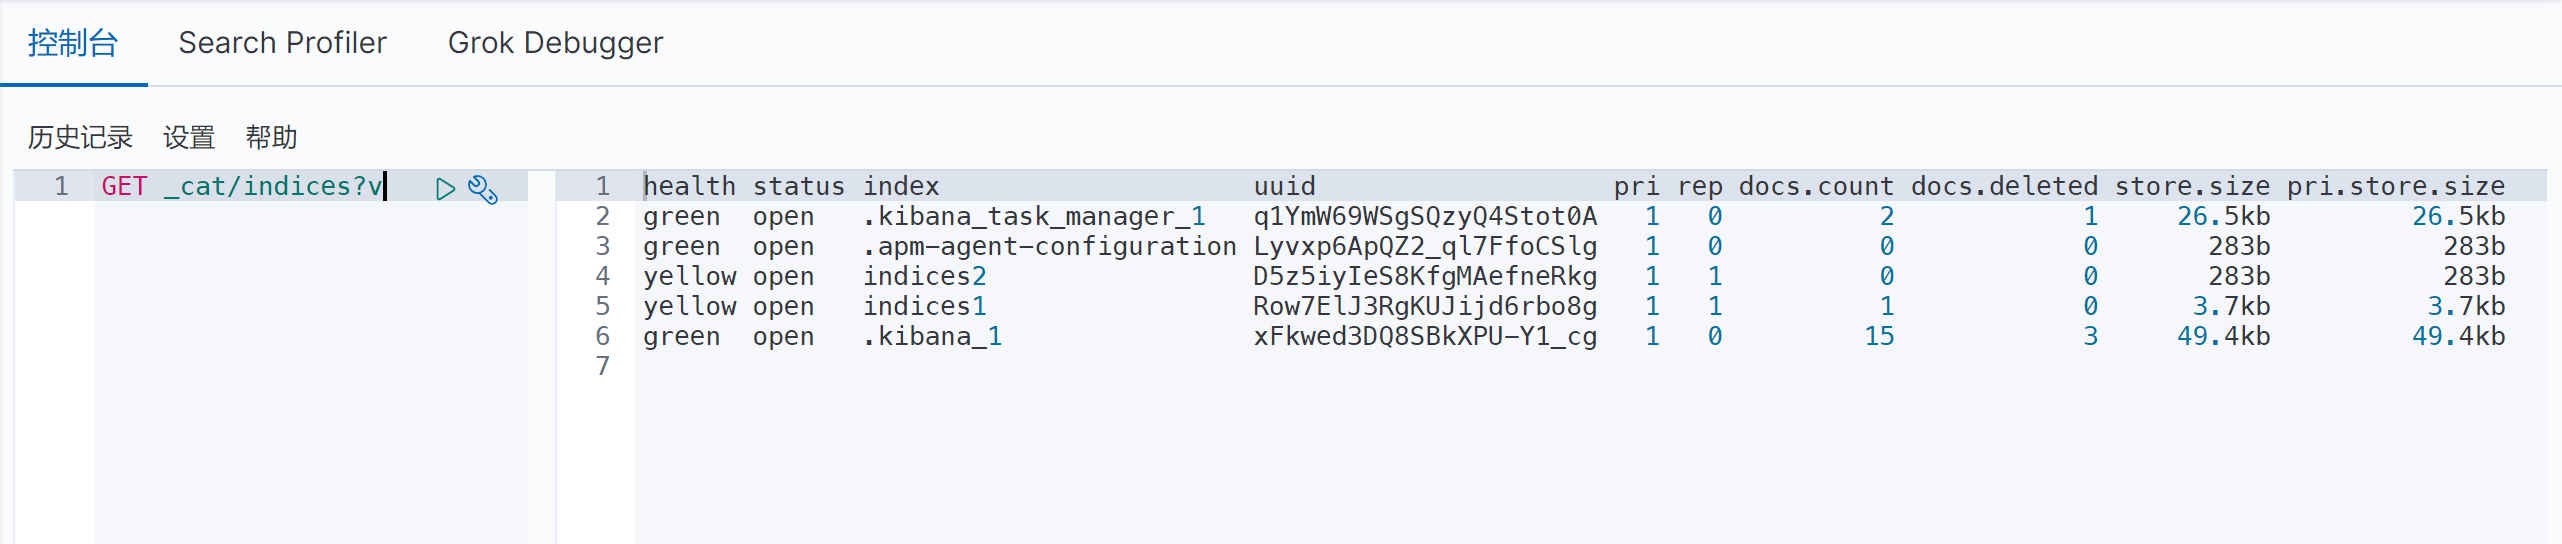 控制台 Search Profiler Grok Debugger
历史记录 设置 帮助
1 GET _cat/indices?v
1 health status index uuid pri rep docs.count docs.deleted store.size pri.store.size
2 green open .kibana_task_manager_1 q1YmW69WSgSQzyQ4Stot0A 1 0 2 1 26.5kb 26.5kb
3 green open .apm-agent-configuration Lyvxp6ApQZ2_ql7FfoCSlg 1 0 0 0 283b 283b
4 yellow open indices2 D5z5iyIeS8KfgMAefneRkg 1 1 0 0 283b 283b
5 yellow open indices1 Row7ElJ3RgKUJijd6rbo8g 1 1 1 0 3.7kb 3.7kb
6 green open .kibana_1 xFkwed3DQ8SBkXPU-Y1_cg 1 0 15 3 49.4kb 49.4kb
7